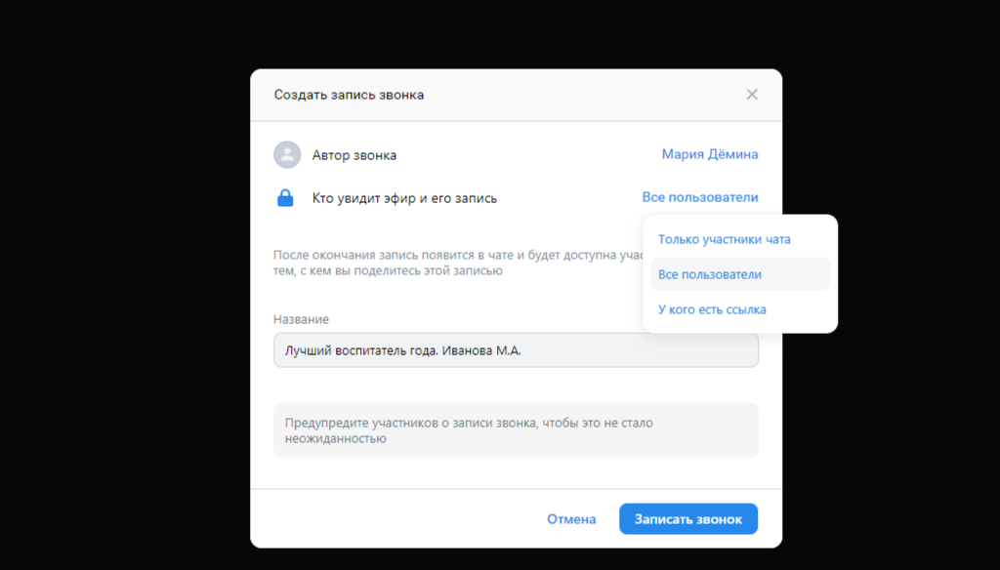 Создать запись звонка
Автор звонка
Мария Дёмина
Кто увидит эфир и его запись
Все пользователи
Только участники чата
Все пользователи
У кого есть ссылка
После окончания запись появится в чате и будет доступна
тем, с кем вы поделитесь этой записью
Название
Лучший воспитатель года. Иванова М.А.
Предупредите участников о записи звонка, чтобы это не стало
неожиданностью
Отмена
Записать звонок